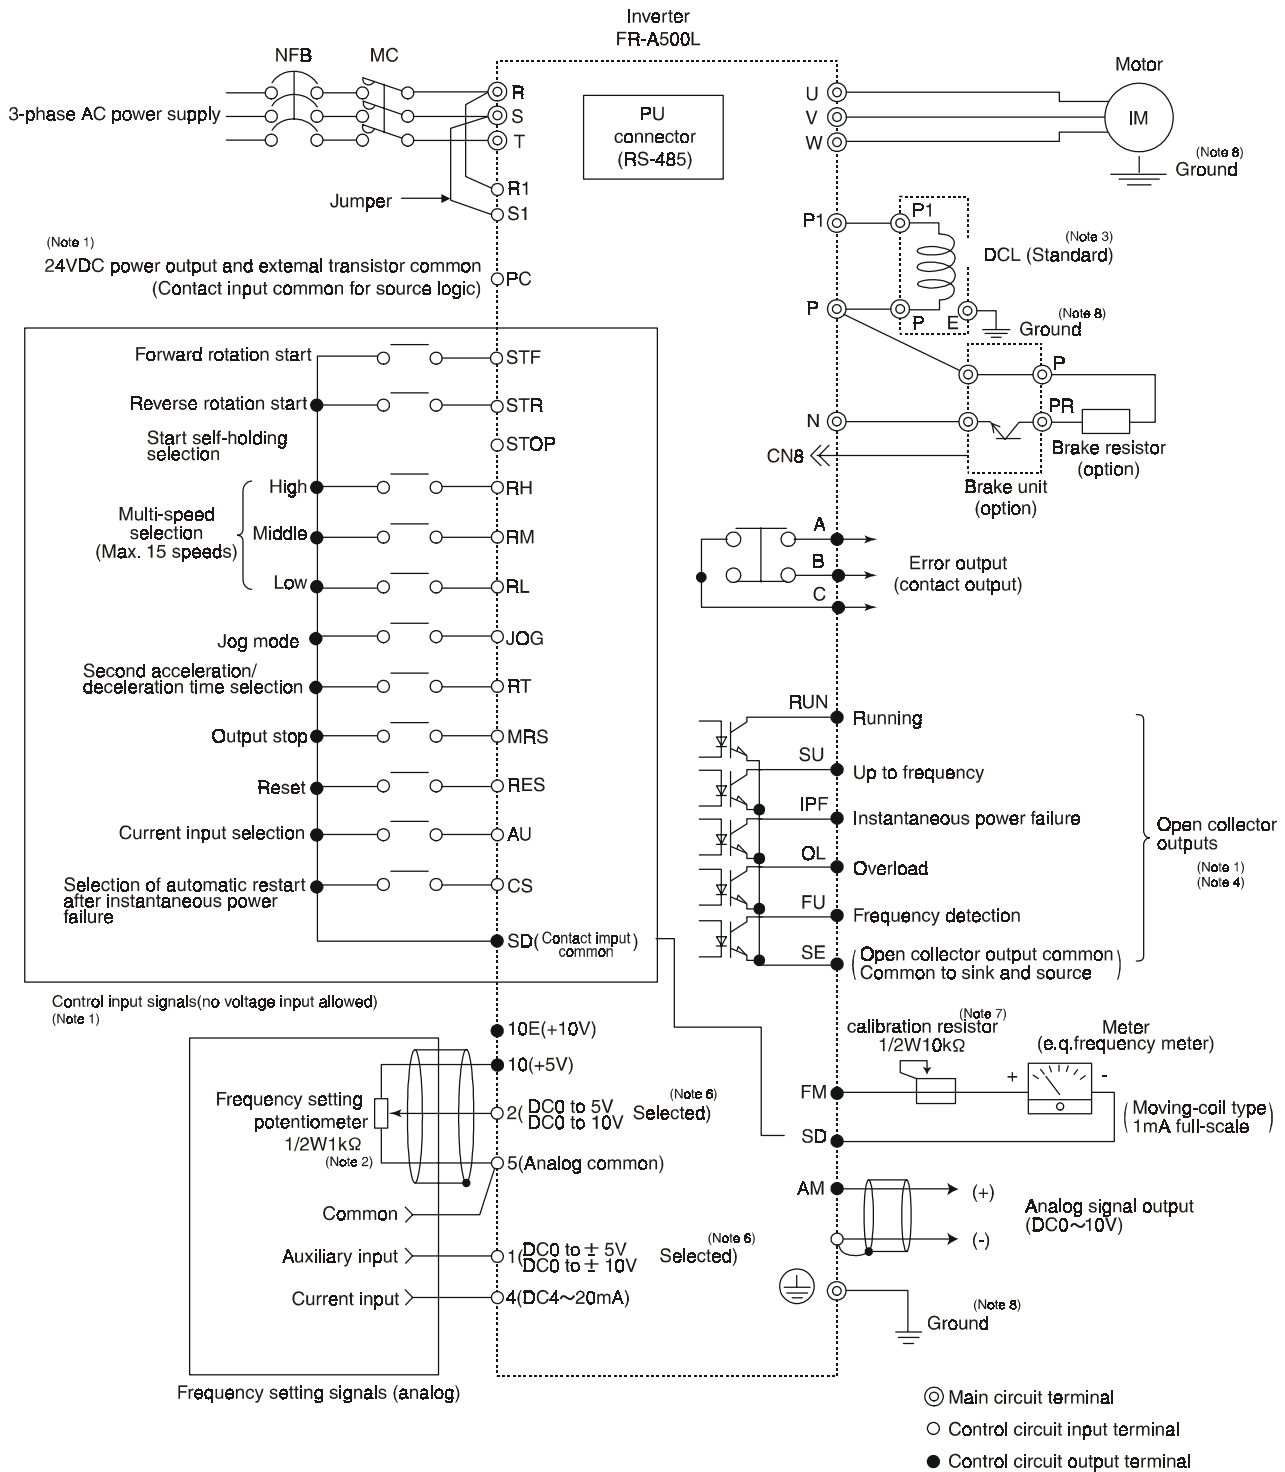 Inverter
FR-A500L
NFB
MC
3-phase AC power supply
R
S
T
R1
S1
Jumper
PU
connector
(RS-485)
U
V
W
Motor
IM
(Note 8)
Ground
(Note 1)
24VDC power output and external transistor common
(Contact input common for source logic)
PC
P1
P1
(Note 3)
DCL (Standard)
P
P
E
(Note 8)
Ground
P
PR
N
CN8
Brake resistor
(option)
Brake unit
(option)
Forward rotation start
STF
Reverse rotation start
STR
Start self-holding
selection
STOP
Multi-speed
selection
(Max. 15 speeds)
High
RH
Middle
RM
Low
RL
Jog mode
JOG
Second acceleration/
deceleration time selection
RT
Output stop
MRS
Reset
RES
Current input selection
AU
Selection of automatic restart
after instantaneous power
failure
CS
SD(Contact imput)
common
Control input signals(no voltage input allowed)
(Note 1)
A
B
C
Error output
(contact output)
RUN
Running
SU
Up to frequency
IPF
Instantaneous power failure
OL
Overload
FU
Frequency detection
SE
(Open collector output common)
Common to sink and source
Open collector
outputs
(Note 1)
(Note 4)
10E(+10V)
10(+5V)
Frequency setting
potentiometer
1/2W1kΩ
(Note 2)
2(DC0 to 5V
DC0 to 10V
(Note 6)
Selected)
5(Analog common)
Common
Auxiliary input
1(DC0 to ± 5V
DC0 to ± 10V
(Note 6)
Selected)
Current input
4(DC4～20mA)
Frequency setting signals (analog)
(Note 7)
calibration resistor
1/2W10kΩ
Meter
(e.q.frequency meter)
+
-
FM
SD
(Moving-coil type)
1mA full-scale
AM
(+)
(-)
Analog signal output
(DC0～10V)
(Note 8)
Ground
Main circuit terminal
Control circuit input terminal
Control circuit output terminal